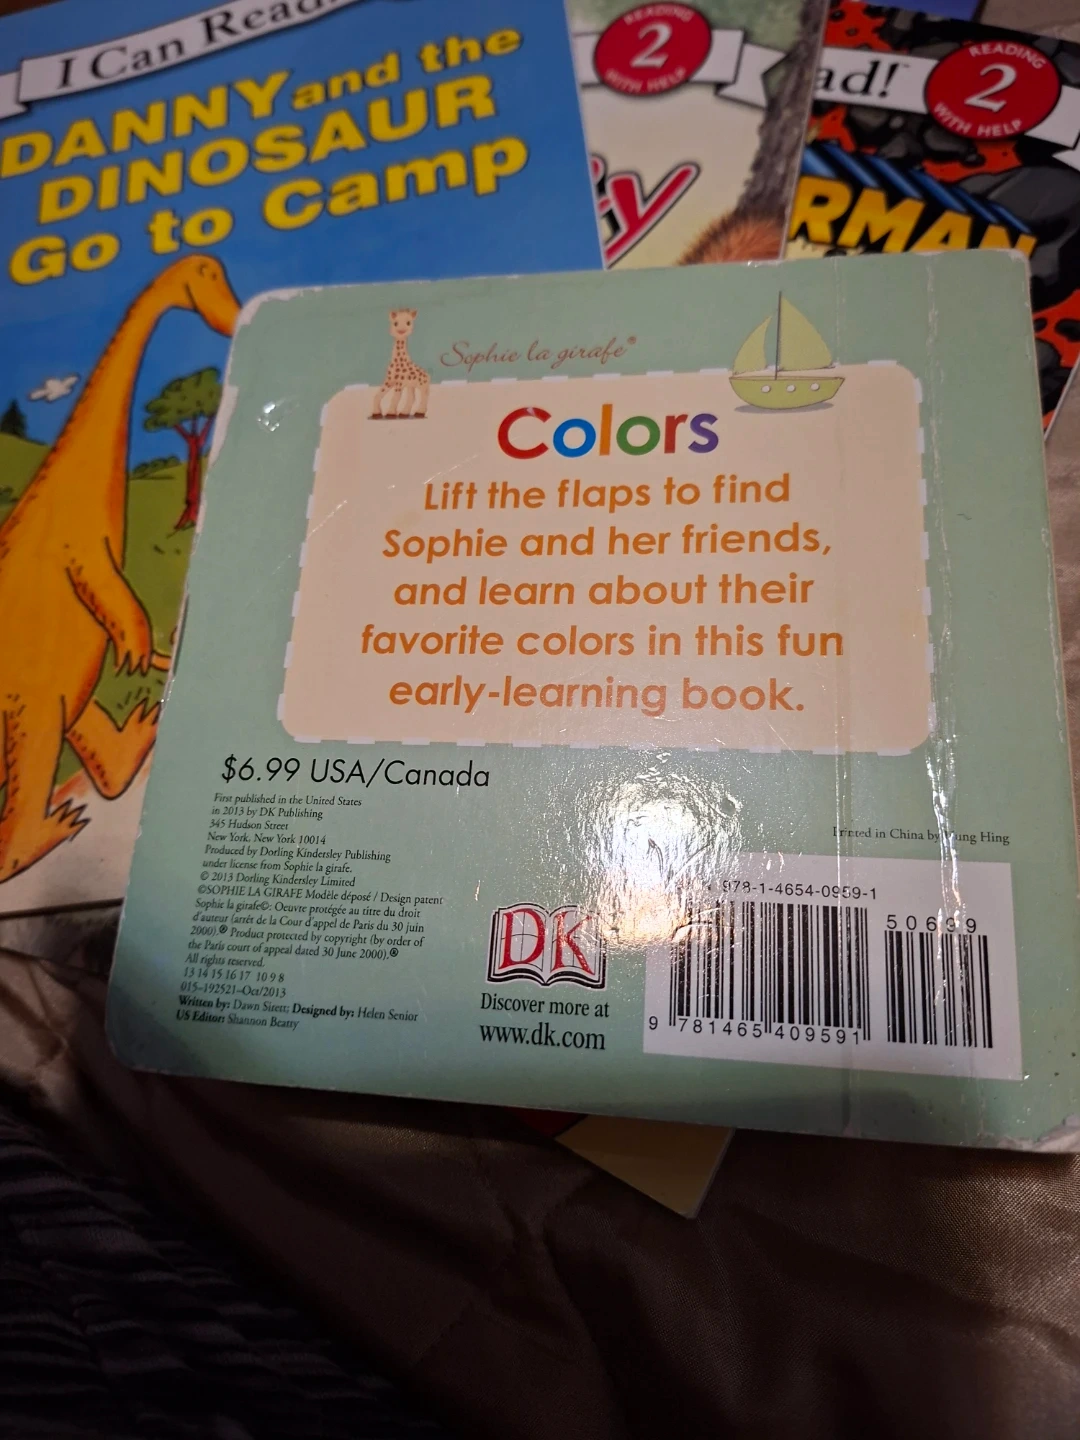 I Can Read!
DANNY and the
DINOSAUR
Go to Camp
READING
2
WITH HELP
ad!
READING
2
WITH HELP
RMAN
Sophie la girafe®
Colors
Lift the flaps to find
Sophie and her friends,
and learn about their
favorite colors in this fun
early-learning book.
$6.99 USA/Canada
First published in the United States
in 2013 by DK Publishing
345 Hudson Street
New York, New York 10014
Produced by Dorling Kindersley Publishing
under license from Sophie la girafe.
© 2013 Dorling Kindersley Limited
©SOPHIE LA GIRAFE Modèle déposé / Design patent
Sophie la girafe©: Oeuvre protégée au titre du droit
d'auteur (arrêt de la Cour d'appel de Paris du 30 juin
2000).® Product protected by copyright (by order of
the Paris court of appeal dated 30 June 2000).®
All rights reserved.
13 14 15 16 17 10 9 8
015-192521-Oct/2013
Written by: Dawn Sirett; Designed by: Helen Senior
US Editor: Shannon Beatty
DK
Discover more at
www.dk.com
Printed in China by Hing
978-1-4654-0959-1
50699
9 781465 409591